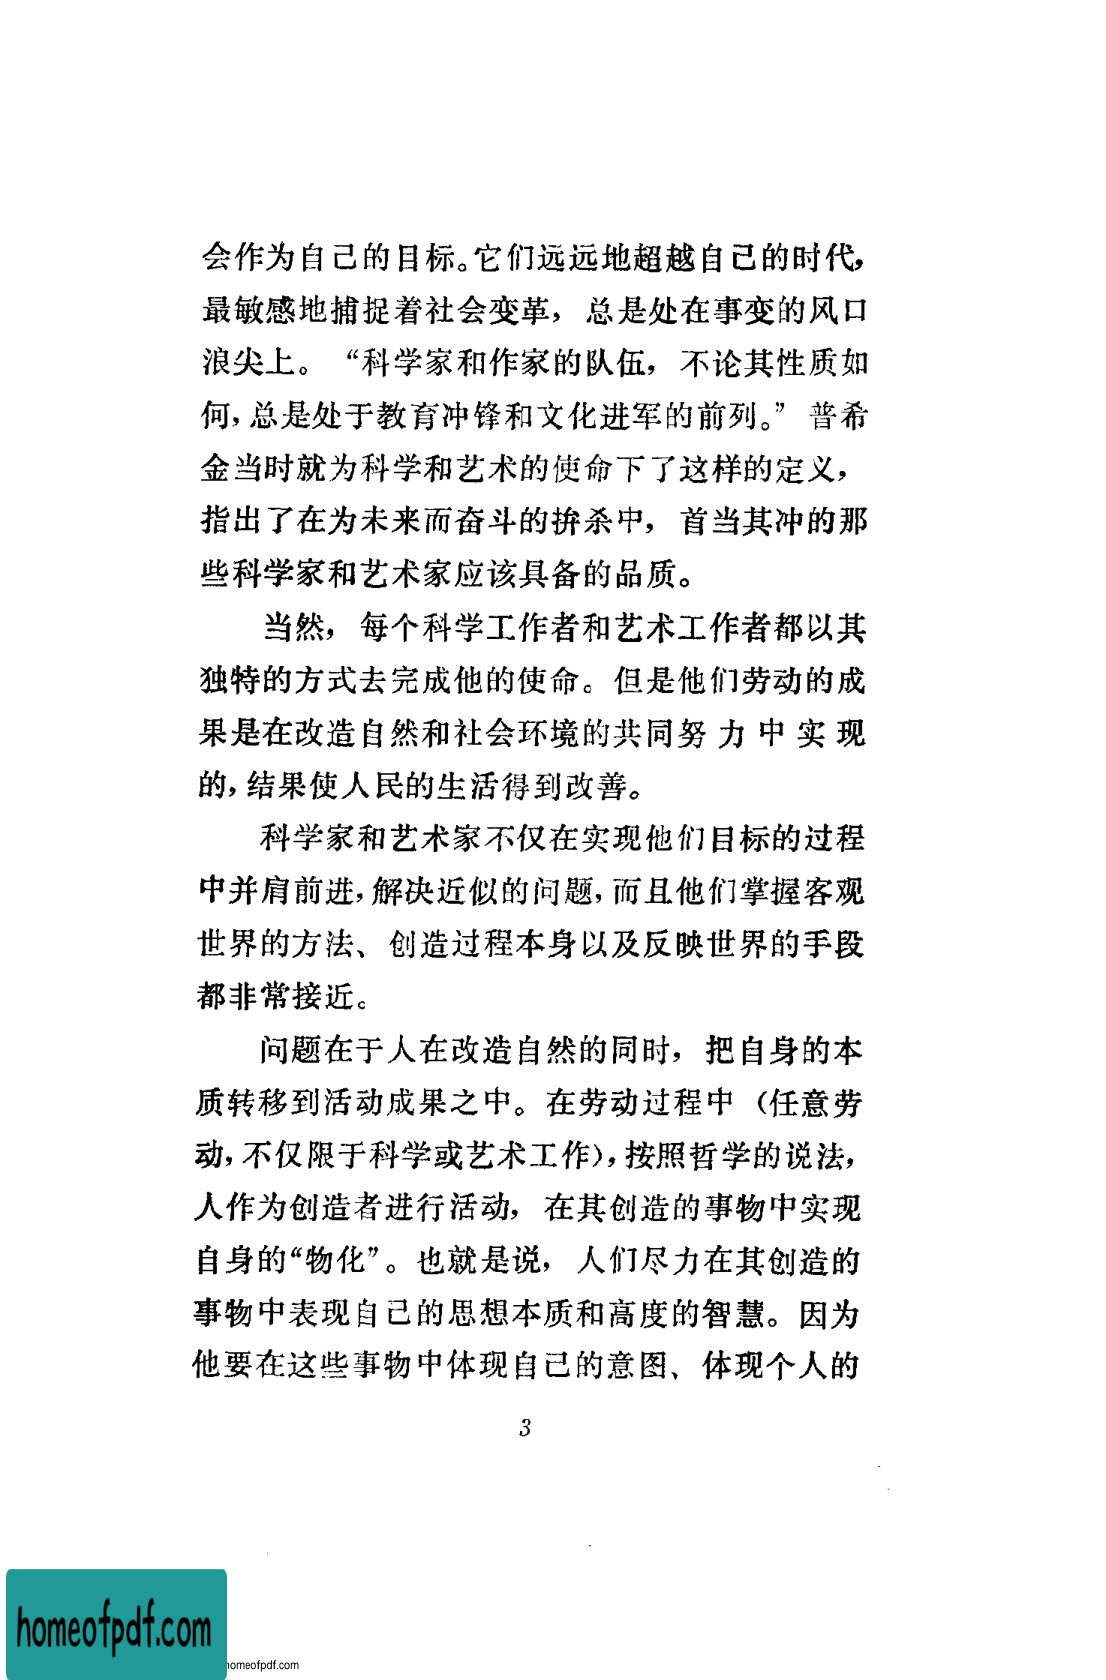 会作为自己的目标。它们远远地超越自己的时代，
最敏感地捕捉着社会变革，总是处在事变的风口
浪尖上。“科学家和作家的队伍，不论其性质如
何，总是处于教育冲锋和文化进军的前列。”普希
金当时就为科学和艺术的使命下了这样的定义，
指出了在为未来而奋斗的拚杀中，首当其冲的那
些科学家和艺术家应该具备的品质。
当然，每个科学工作者和艺术工作者都以其
独特的方式去完成他的使命。但是他们劳动的成
果是在改造自然和社会环境的共同努力中实现
的，结果使人民的生活得到改善。
科学家和艺术家不仅在实现他们目标的过程
中并肩前进，解决近似的问题，而且他们掌握客观
世界的方法、创造过程本身以及反映世界的手段
都非常接近。
问题在于人在改造自然的同时，把自身的本
质转移到活动成果之中。在劳动过程中（任意劳
动，不仅限于科学或艺术工作），按照哲学的说法，
人作为创造者进行活动，在其创造的事物中实现
自身的“物化”。也就是说，人们尽力在其创造的
事物中表现自己的思想本质和高度的智慧。因为
他要在这些事物中体现自己的意图、体现个人的
3
homeofpdf.com
homeofpdf.com